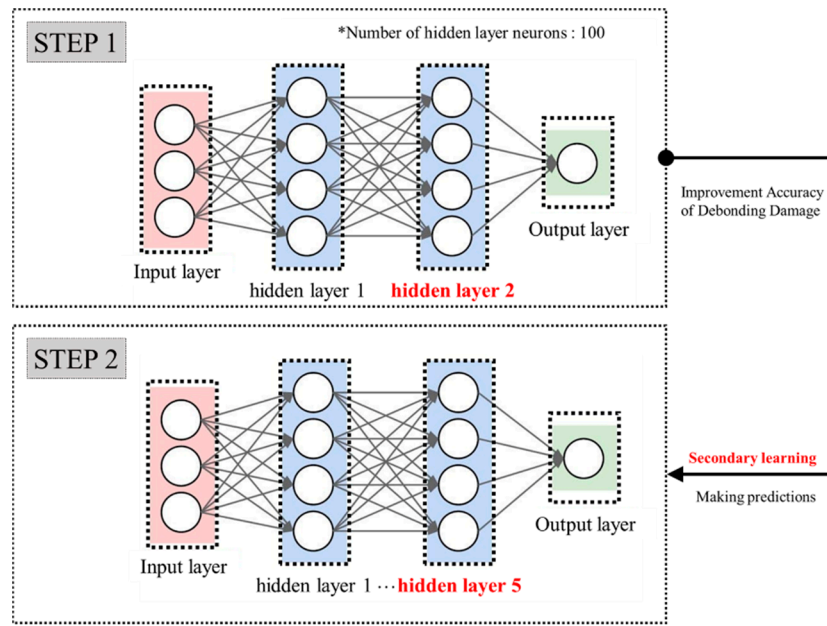 STEP 1
*Number of hidden layer neurons : 100
Input layer
hidden layer 1
hidden layer 2
Output layer
Improvement Accuracy
of Debonding Damage
STEP 2
Input layer
hidden layer 1 ... hidden layer 5
Output layer
Secondary learning
Making predictions